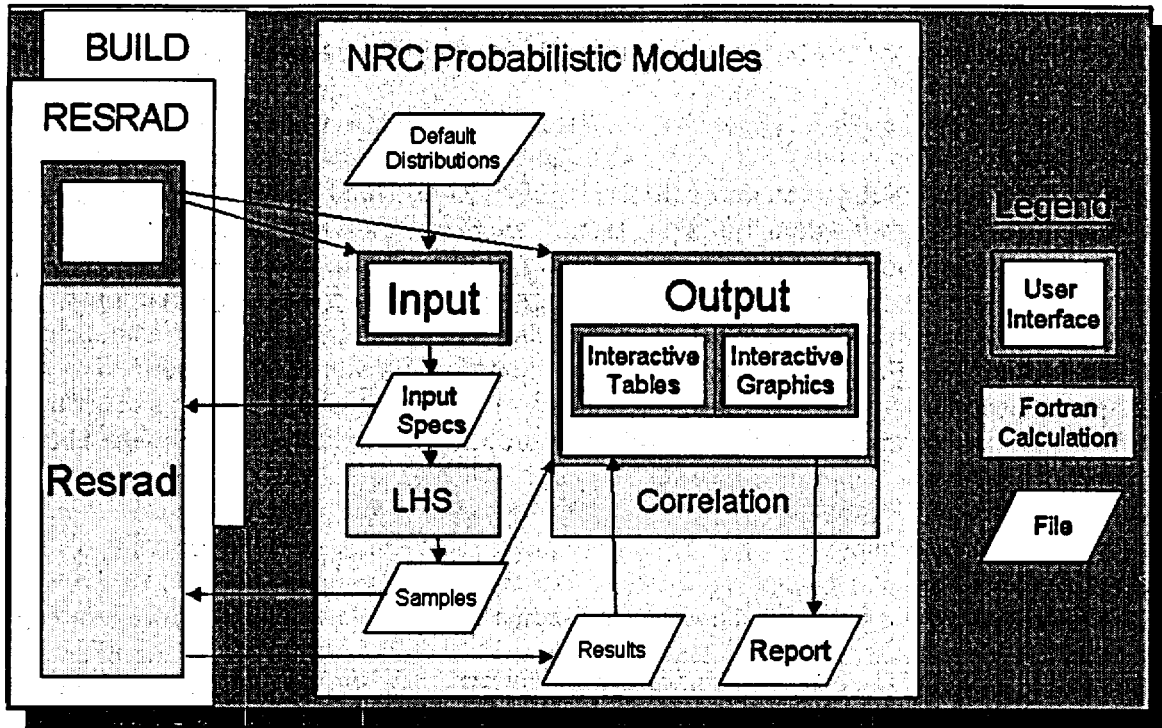 BUILD
RESRAD
Resrad
NRC Probabilistic Modules
Default
Distributions
Input
Input
Specs
LHS
Samples
Output
Interactive
Tables
Interactive
Graphics
Correlation
Results
Report
Legend
User
Interface
Fortran
Calculation
File